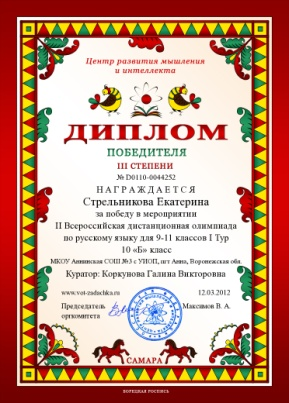 Центр развития мышления
и интеллекта
ДИПЛОМ
ПОБЕДИТЕЛЯ
III СТЕПЕНИ
№ D0110-0044252
НАГРАЖДАЕТСЯ
Стрельникова Екатерина
за победу в мероприятии
II Всероссийская дистанционная олимпиада
по русскому языку для 9-11 классов I Тур
10 «Б» класс
МКОУ Аннинская СОШ №3 с УИОП, пгт Анна, Воронежская обл.
Куратор: Коркунова Галина Викторовна
www.vot-zadachka.ru 12.03.2012
Председатель Максимов В. А.
оргкомитета
САМАРА
БОРЕЦКАЯ РОСПИСЬ